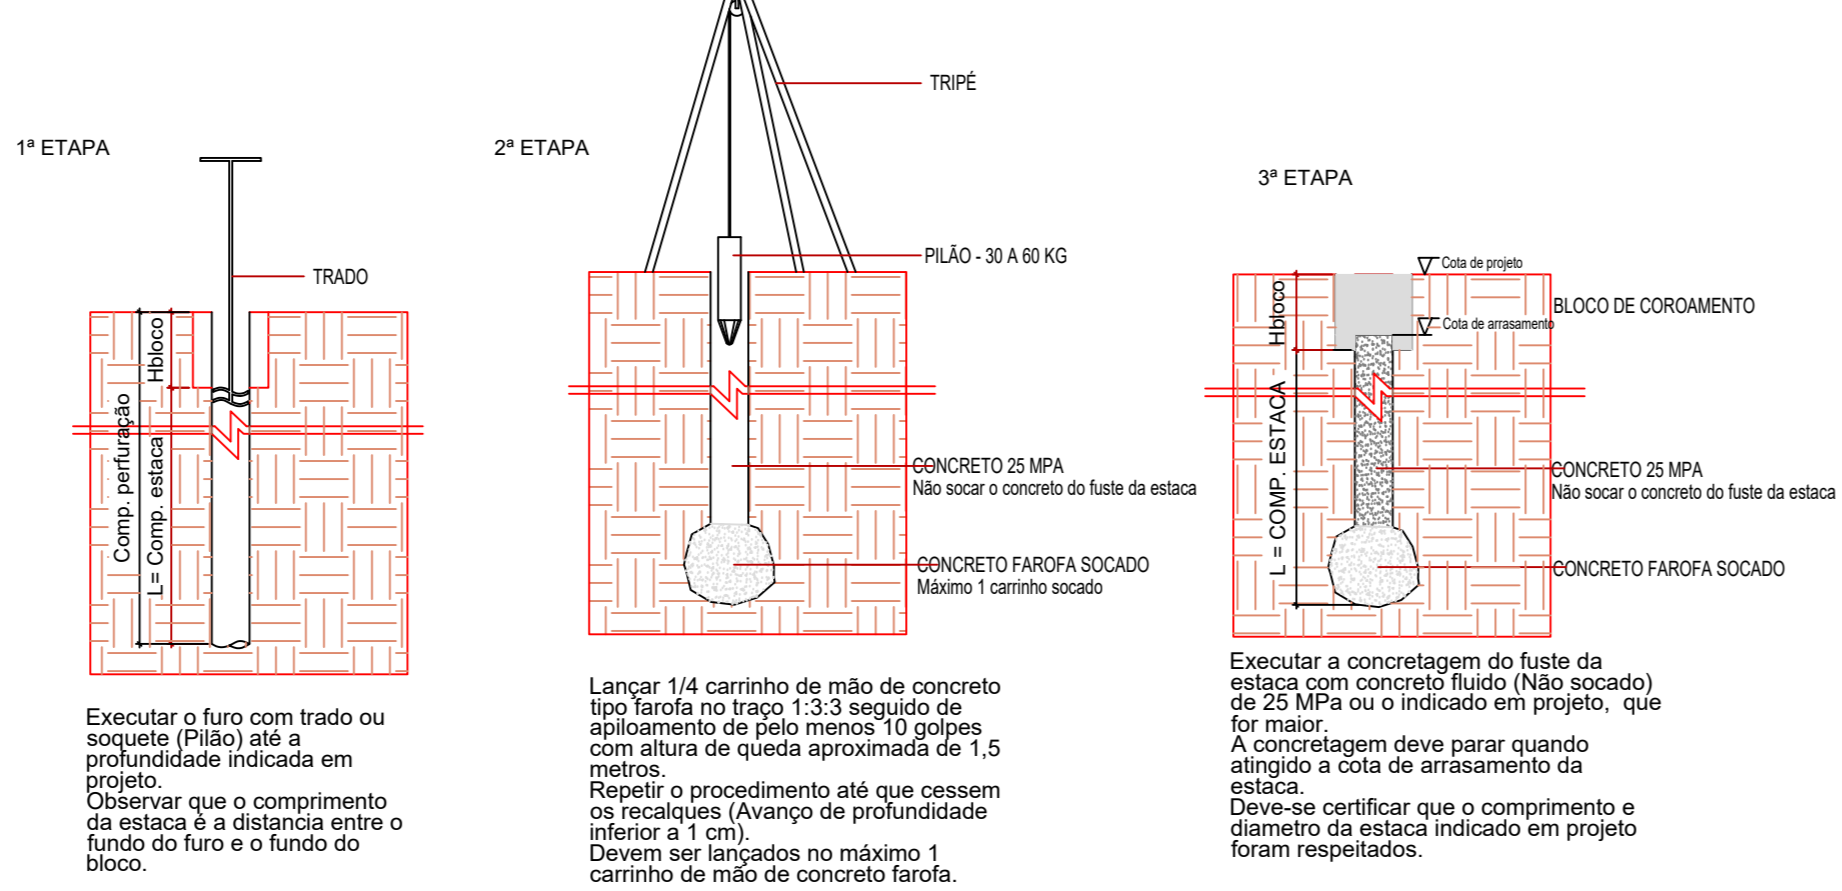 1ª ETAPA
TRADO
Hbloco
Comp. perfuração
L= Comp. estaca
Executar o furo com trado ou
soquete (Pilão) até a
profundidade indicada em
projeto.
Observar que o comprimento
da estaca é a distancia entre o
fundo do furo e o fundo do
bloco.
2ª ETAPA
TRIPÉ
PILÃO - 30 A 60 KG
CONCRETO 25 MPA
Não socar o concreto do fuste da estaca
CONCRETO FAROFA SOCADO
Máximo 1 carrinho socado
Lançar 1/4 carrinho de mão de concreto
tipo farofa no traço 1:3:3 seguido de
apiloamento de pelo menos 10 golpes
com altura de queda aproximada de 1,5
metros.
Repetir o procedimento até que cessem
os recalques (Avanço de profundidade
inferior a 1 cm).
Devem ser lançados no máximo 1
carrinho de mão de concreto farofa.
3ª ETAPA
Cota de projeto
Hbloco
BLOCO DE COROAMENTO
Cota de arrasamento
L = COMP. ESTACA
CONCRETO 25 MPA
Não socar o concreto do fuste da estaca
CONCRETO FAROFA SOCADO
Executar a concretagem do fuste da
estaca com concreto fluido (Não socado)
de 25 MPa ou o indicado em projeto, que
for maior.
A concretagem deve parar quando
atingido a cota de arrasamento da
estaca.
Deve-se certificar que o comprimento e
diametro da estaca indicado em projeto
foram respeitados.